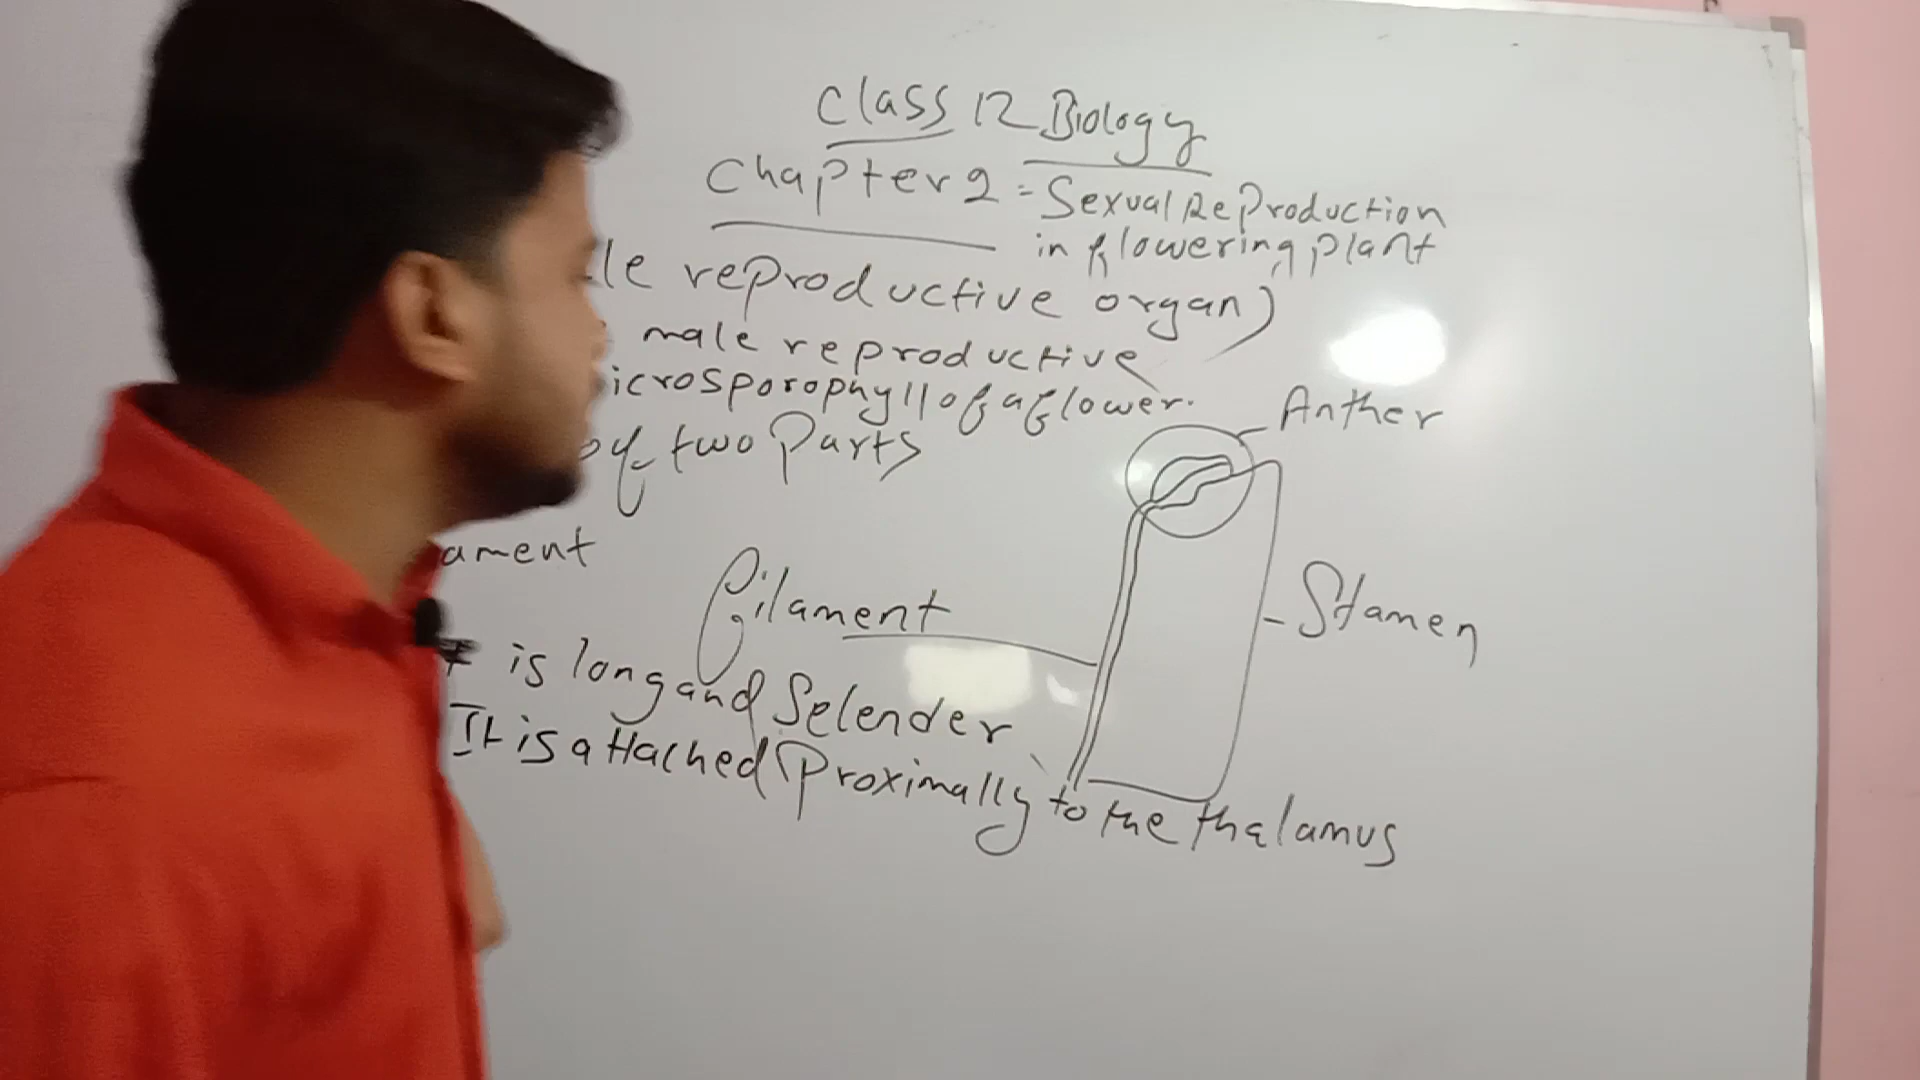 Class 12 Biology
Chapter 2 = Sexual Reproduction
in flowering plant
le reproductive organ)
male reproductive
icrosporophyll of a flower.
of two Parts
Anther
ament
Filament
Stamen
is long and Selender
It is attached Proximally to the thalamus